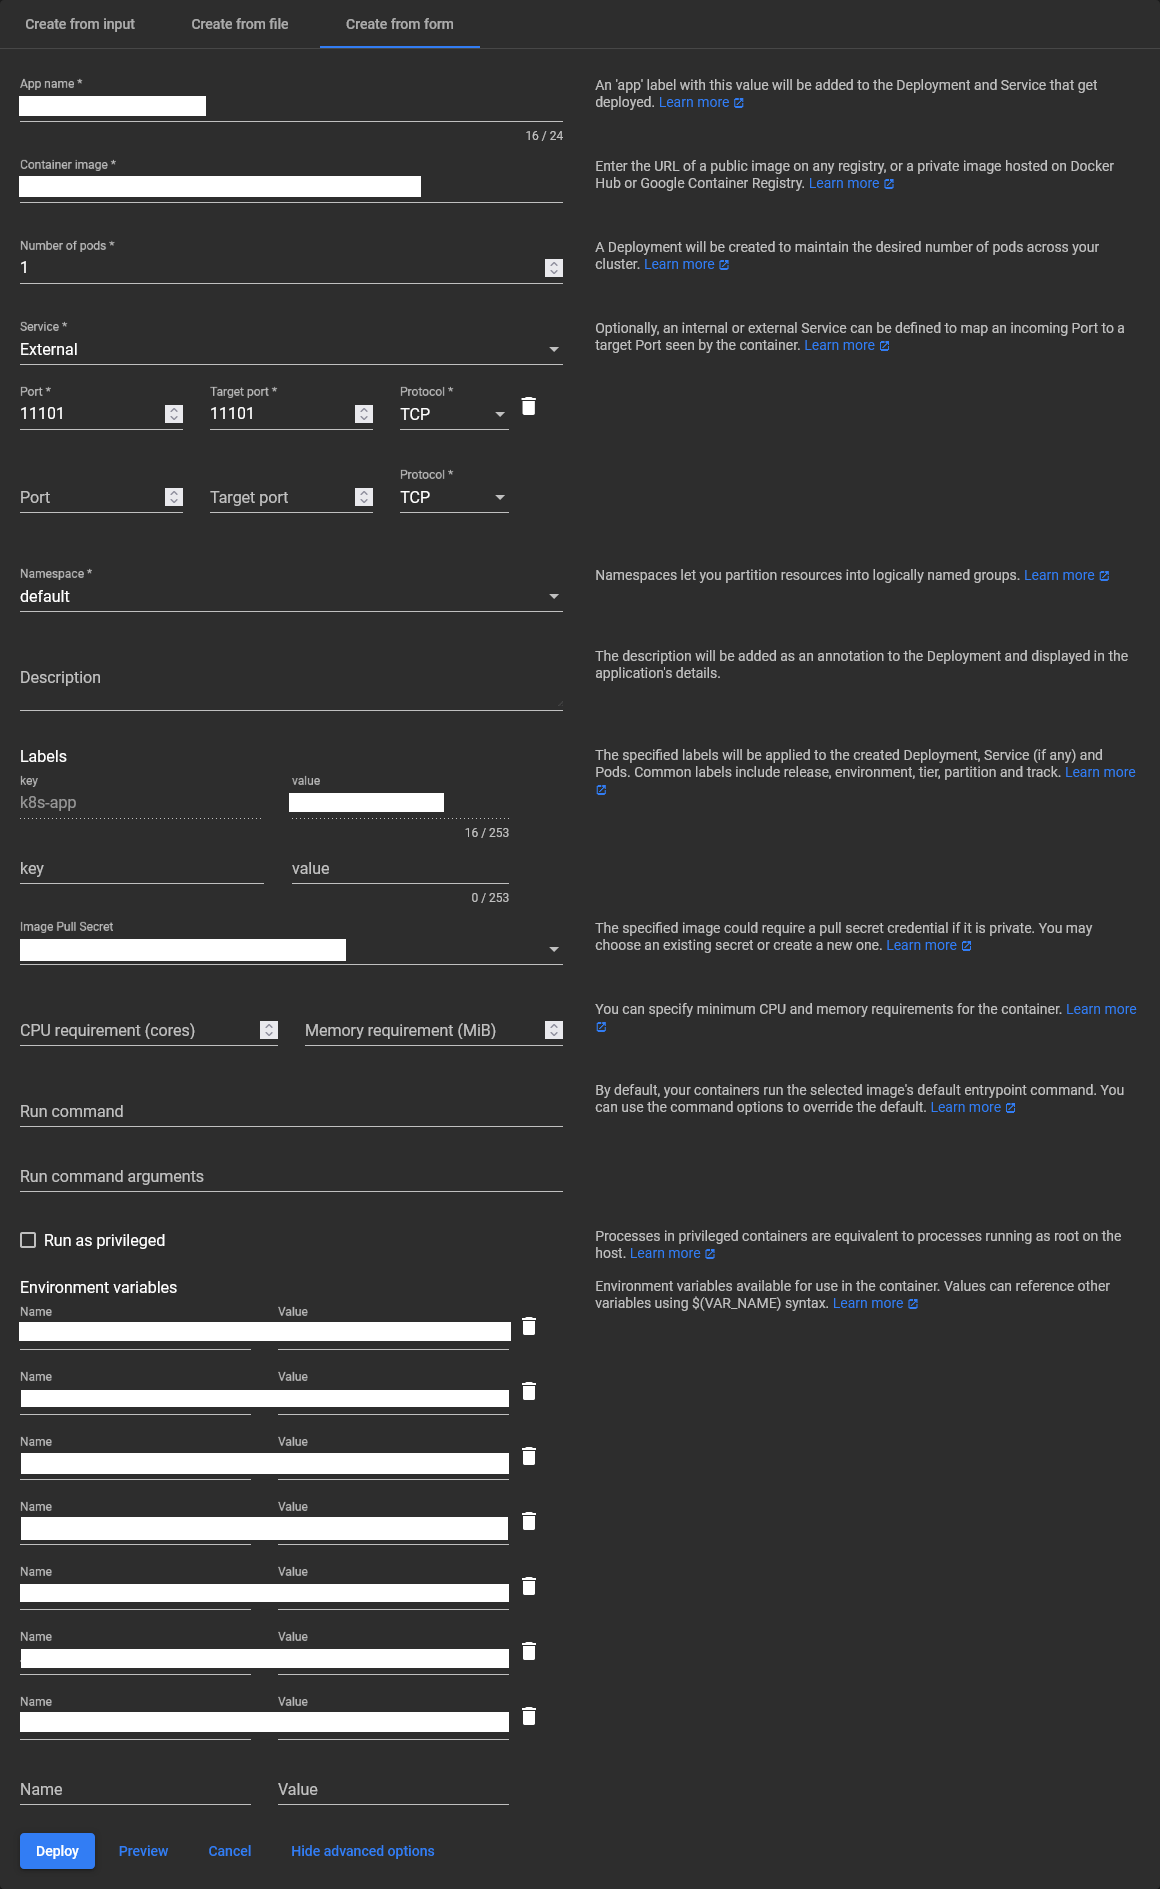 Create from input Create from file Create from form
App name *
16 / 24
An 'app' label with this value will be added to the Deployment and Service that get
deployed. Learn more
Container image *
Enter the URL of a public image on any registry, or a private image hosted on Docker
Hub or Google Container Registry. Learn more
Number of pods *
1
A Deployment will be created to maintain the desired number of pods across your
cluster. Learn more
Service *
External
Optionally, an internal or external Service can be defined to map an incoming Port to a
target Port seen by the container. Learn more
Port * Target port * Protocol *
11101 11101 TCP
Protocol *
Port Target port TCP
Namespace *
default
Namespaces let you partition resources into logically named groups. Learn more
Description
The description will be added as an annotation to the Deployment and displayed in the
application's details.
Labels
key value
k8s-app
16 / 253
key value
0 / 253
The specified labels will be applied to the created Deployment, Service (if any) and
Pods. Common labels include release, environment, tier, partition and track. Learn more
Image Pull Secret
The specified image could require a pull secret credential if it is private. You may
choose an existing secret or create a new one. Learn more
CPU requirement (cores) Memory requirement (MiB)
You can specify minimum CPU and memory requirements for the container. Learn more
Run command
By default, your containers run the selected image's default entrypoint command. You
can use the command options to override the default. Learn more
Run command arguments
Run as privileged
Processes in privileged containers are equivalent to processes running as root on the
host. Learn more
Environment variables
Environment variables available for use in the container. Values can reference other
variables using $(VAR_NAME) syntax. Learn more
Name Value
Name Value
Name Value
Name Value
Name Value
Name Value
Name Value
Name Value
Deploy Preview Cancel Hide advanced options